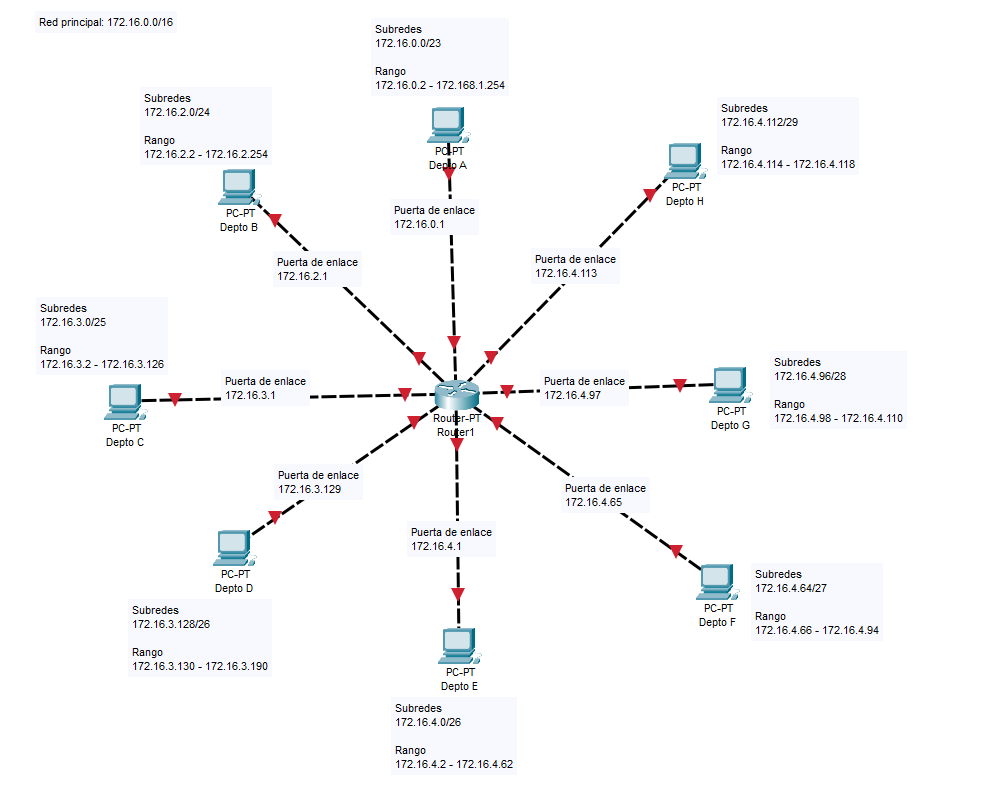 Red principal: 172.16.0.0/16
Subredes
172.16.0.0/23
Rango
172.16.0.2 - 172.168.1.254
PC-PT
Depto A
Puerta de enlace
172.16.0.1
Subredes
172.16.2.0/24
Rango
172.16.2.2 - 172.16.2.254
PC-PT
Depto B
Puerta de enlace
172.16.2.1
Subredes
172.16.4.112/29
Rango
172.16.4.114 - 172.16.4.118
PC-PT
Depto H
Puerta de enlace
172.16.4.113
Subredes
172.16.3.0/25
Rango
172.16.3.2 - 172.16.3.126
PC-PT
Depto C
Puerta de enlace
172.16.3.1
Router-PT
Router1
Puerta de enlace
172.16.4.97
Subredes
172.16.4.96/28
Rango
172.16.4.98 - 172.16.4.110
PC-PT
Depto G
Puerta de enlace
172.16.3.129
PC-PT
Depto D
Subredes
172.16.3.128/26
Rango
172.16.3.130 - 172.16.3.190
Puerta de enlace
172.16.4.1
PC-PT
Depto E
Subredes
172.16.4.0/26
Rango
172.16.4.2 - 172.16.4.62
Puerta de enlace
172.16.4.65
PC-PT
Depto F
Subredes
172.16.4.64/27
Rango
172.16.4.66 - 172.16.4.94